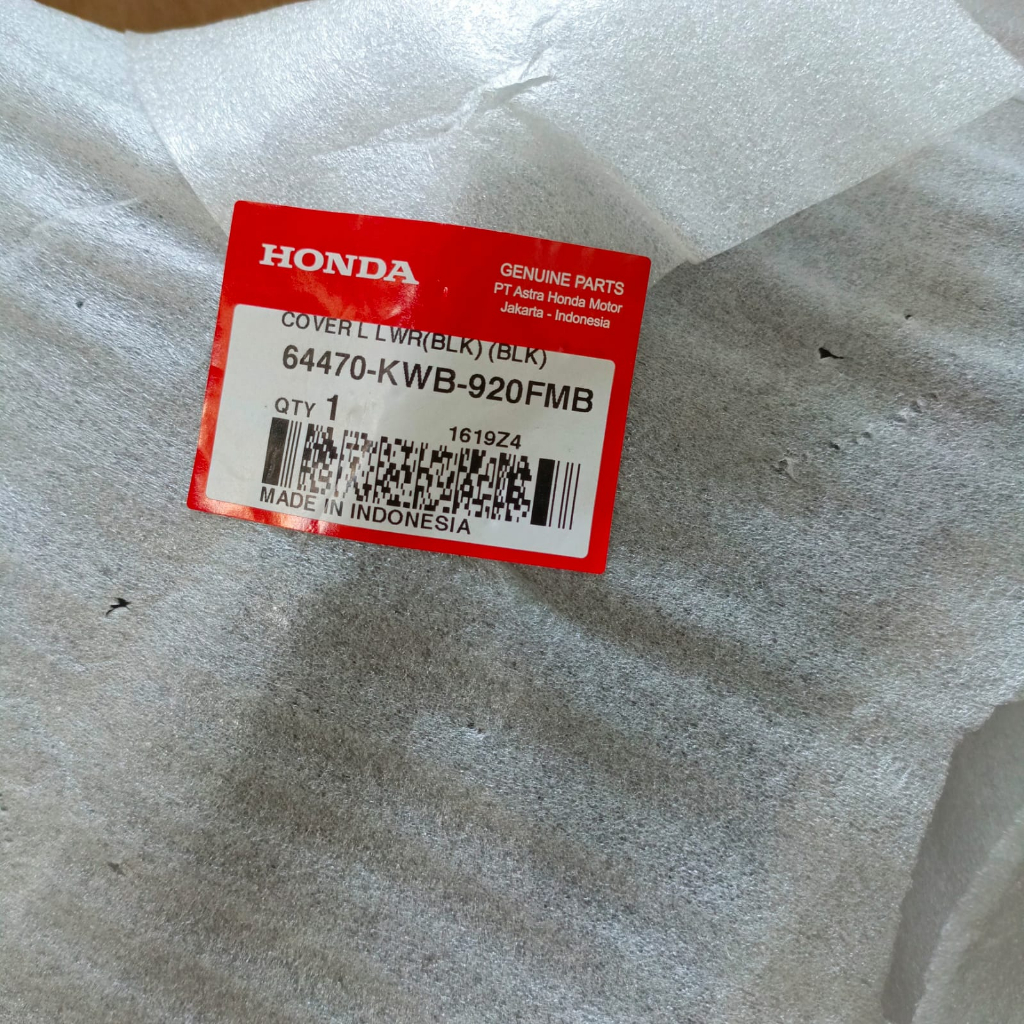 HONDA
GENUINE PARTS
PT Astra Honda Motor
Jakarta - Indonesia
COVER L LWR(BLK) (BLK)
64470-KWB-920FMB
QTY 1
1619Z4
MADE IN INDONESIA